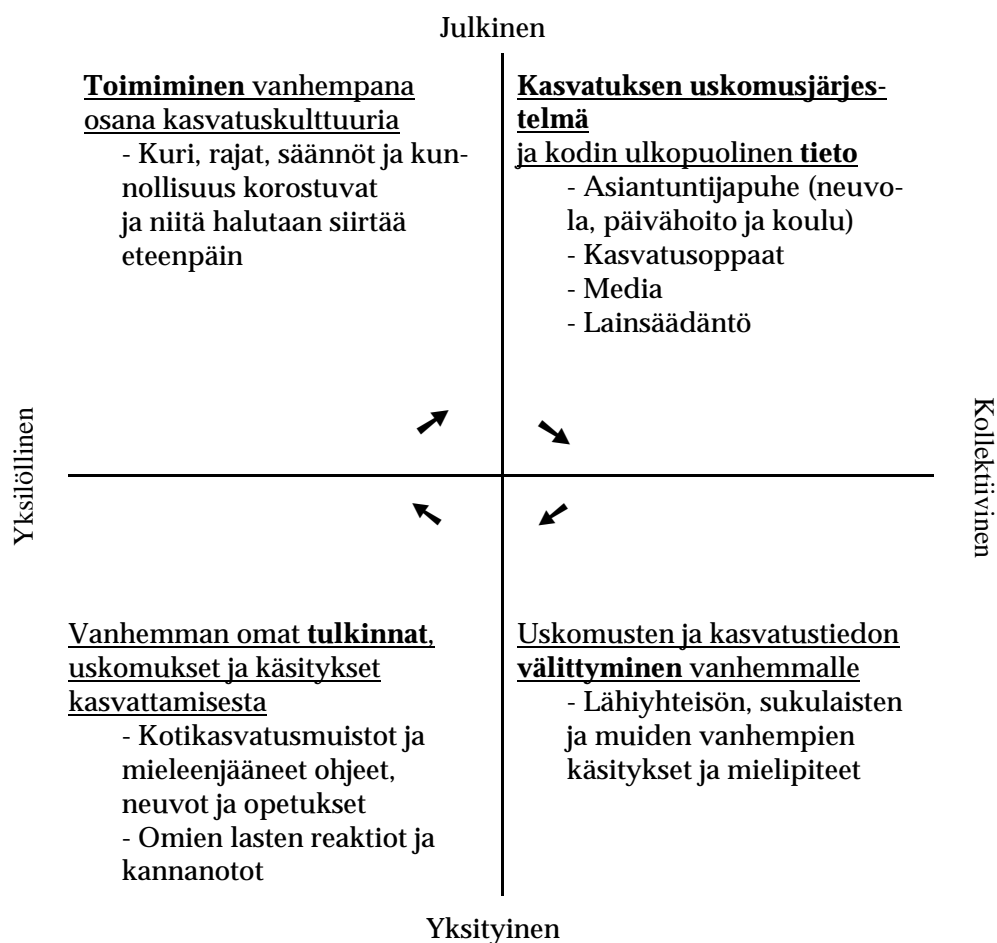 Julkinen
Toimiminen vanhempana
osana kasvatuskulttuuria
- Kuri, rajat, säännöt ja kun-
nollisuus korostuvat
ja niitä halutaan siirtää
eteenpäin
Kasvatuksen uskomusjärjes-
telmä
ja kodin ulkopuolinen tieto
- Asiantuntijapuhe (neuvo-
la, päivähoito ja koulu)
- Kasvatusoppaat
- Media
- Lainsäädäntö
Yksilöllinen
Kollektiivinen
Vanhemman omat tulkinnat,
uskomukset ja käsitykset
kasvattamisesta
- Kotikasvatusmuistot ja
mieleenjääneet ohjeet,
neuvot ja opetukset
- Omien lasten reaktiot ja
kannanotot
Uskomusten ja kasvatustiedon
välittyminen vanhemmalle
- Lähiyhteisön, sukulaisten
ja muiden vanhempien
käsitykset ja mielipiteet
Yksityinen